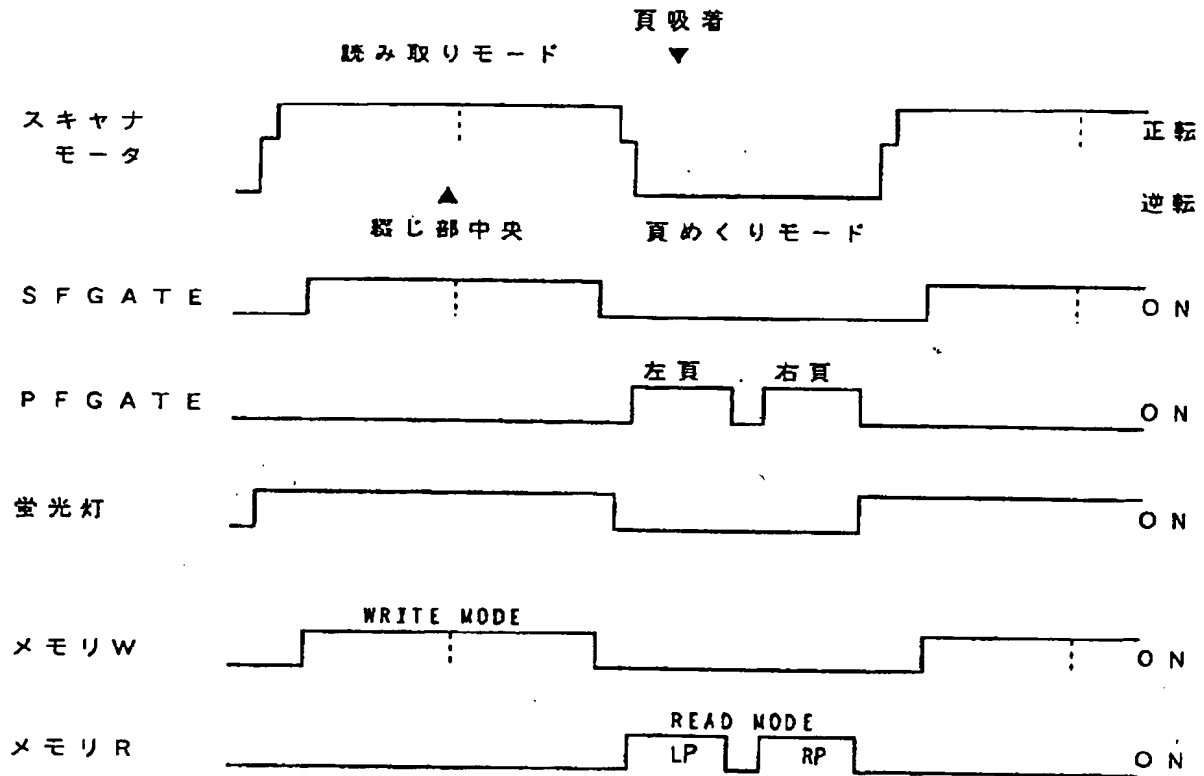 頁吸着
▼
読み取りモード
スキャナ
モータ
正転
逆転
▲
綴じ部中央
頁めくりモード
SFGATE
ON
左頁
右頁
PFGATE
ON
蛍光灯
ON
WRITE MODE
メモリW
ON
READ MODE
メモリR
LP
RP
ON